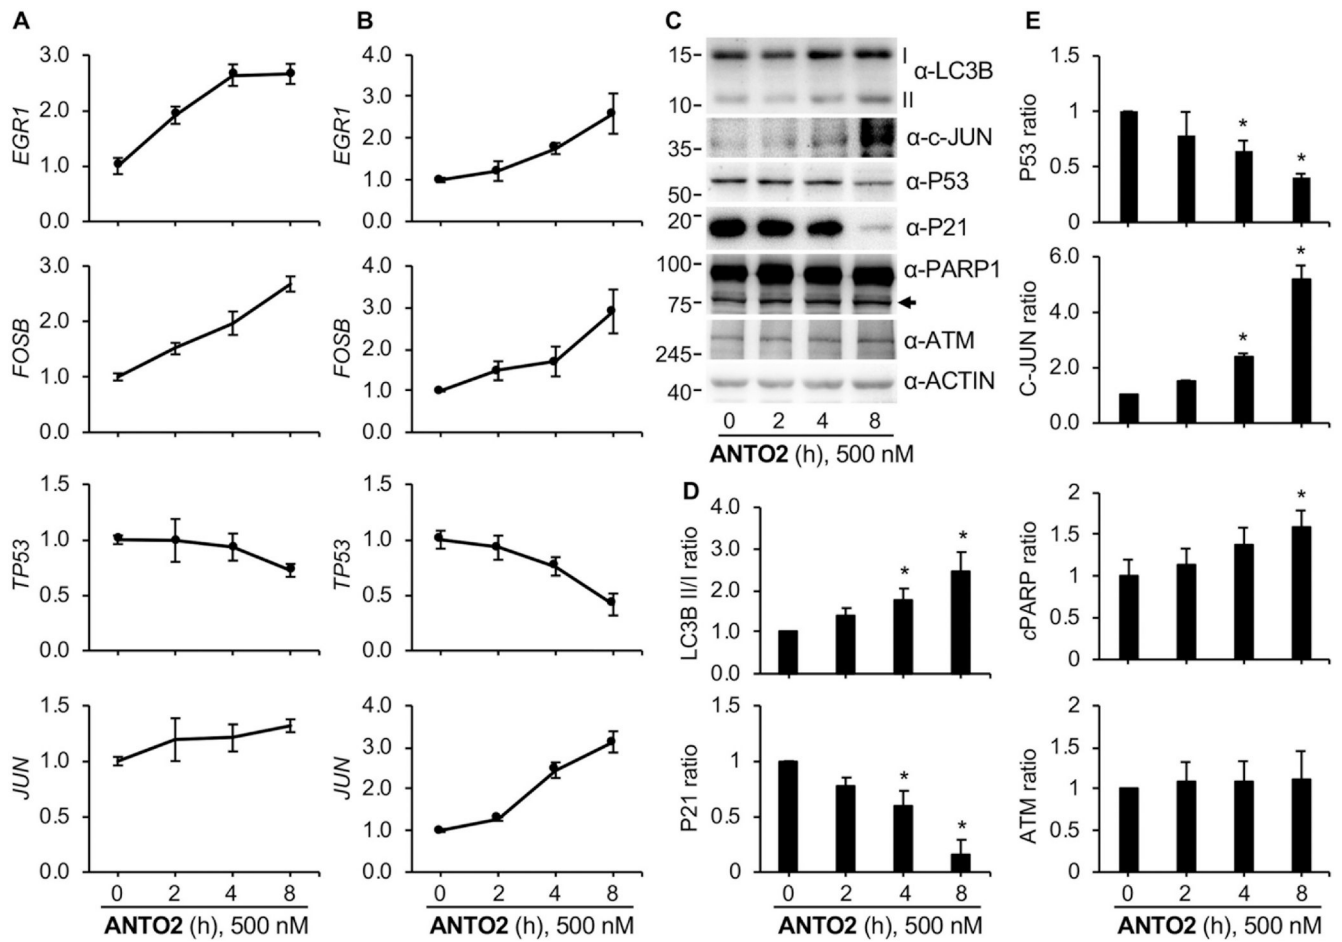 A
EGR1
3.0
2.0
1.0
0.0
FOSB
3.0
2.0
1.0
0.0
TP53
1.5
1.0
0.5
0.0
JUN
1.5
1.0
0.5
0.0
0 2 4 8
ANTO2 (h), 500 nM
B
EGR1
4.0
3.0
2.0
1.0
0.0
FOSB
4.0
3.0
2.0
1.0
0.0
TP53
1.5
1.0
0.5
0.0
JUN
4.0
3.0
2.0
1.0
0.0
0 2 4 8
ANTO2 (h), 500 nM
C
15-
10-
I
II
α-LC3B
35-
α-c-JUN
50-
α-P53
20-
α-P21
100-
75-
α-PARP1
245-
α-ATM
40-
α-ACTIN
0 2 4 8
ANTO2 (h), 500 nM
D
LC3B II/I ratio
4.0
3.0
2.0
1.0
0.0
* *
P21 ratio
1.5
1
0.5
0
* *
0 2 4 8
ANTO2 (h), 500 nM
E
P53 ratio
1.5
1
0.5
0
* *
C-JUN ratio
6.0
4.0
2.0
0.0
* *
cPARP ratio
2
1.5
1
0.5
0
*
ATM ratio
2
1.5
1
0.5
0
0 2 4 8
ANTO2 (h), 500 nM